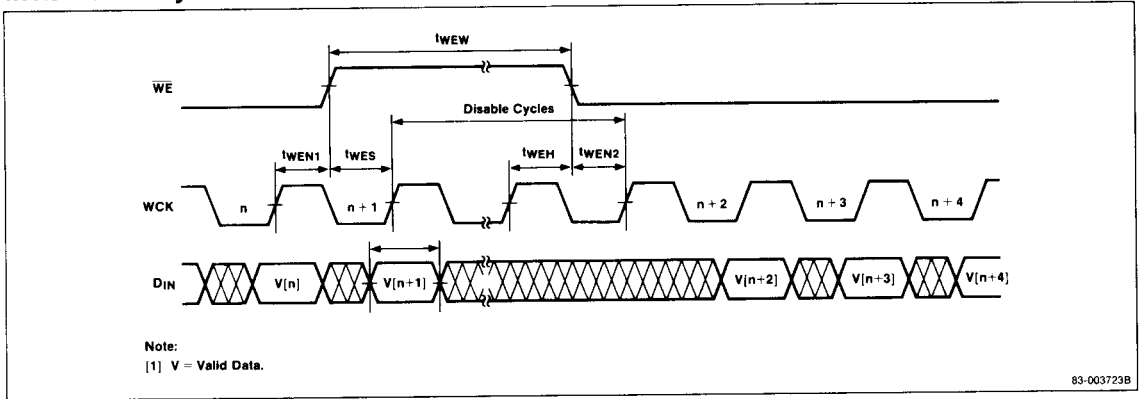 tWEW
WE
Disable Cycles
tWEN1 tWES tWEH tWEN2
WCK n n + 1 n + 2 n + 3 n + 4
DIN V[n] V[n+1] V[n+2] V[n+3] V[n+4]
Note:
[1] V = Valid Data.
83-003723B